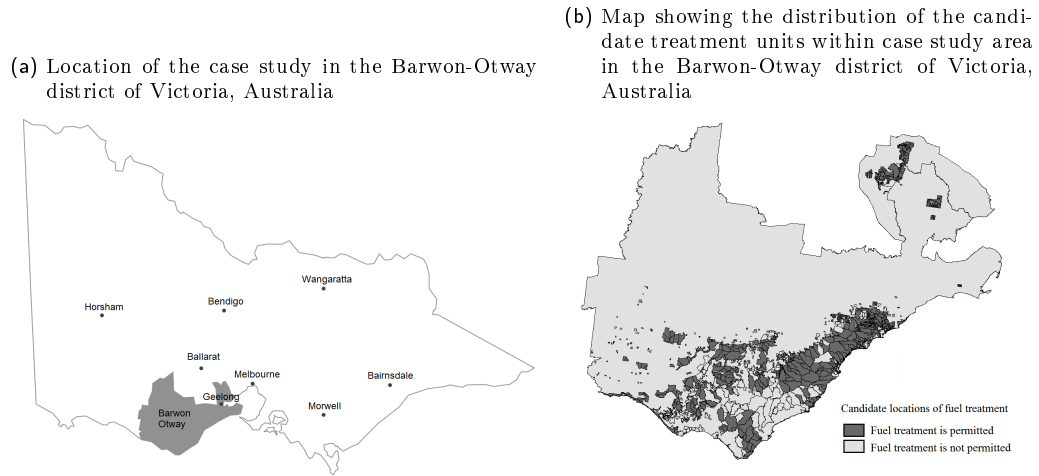 (a) Location of the case study in the Barwon-Otway
district of Victoria, Australia
Wangaratta
Horsham
Bendigo
Ballarat
Melbourne
Bairnsdale
Geelong
Morwell
Barwon
Otway
(b) Map showing the distribution of the candi-
date treatment units within case study area
in the Barwon-Otway district of Victoria,
Australia
Candidate locations of fuel treatment
Fuel treatment is permitted
Fuel treatment is not permitted